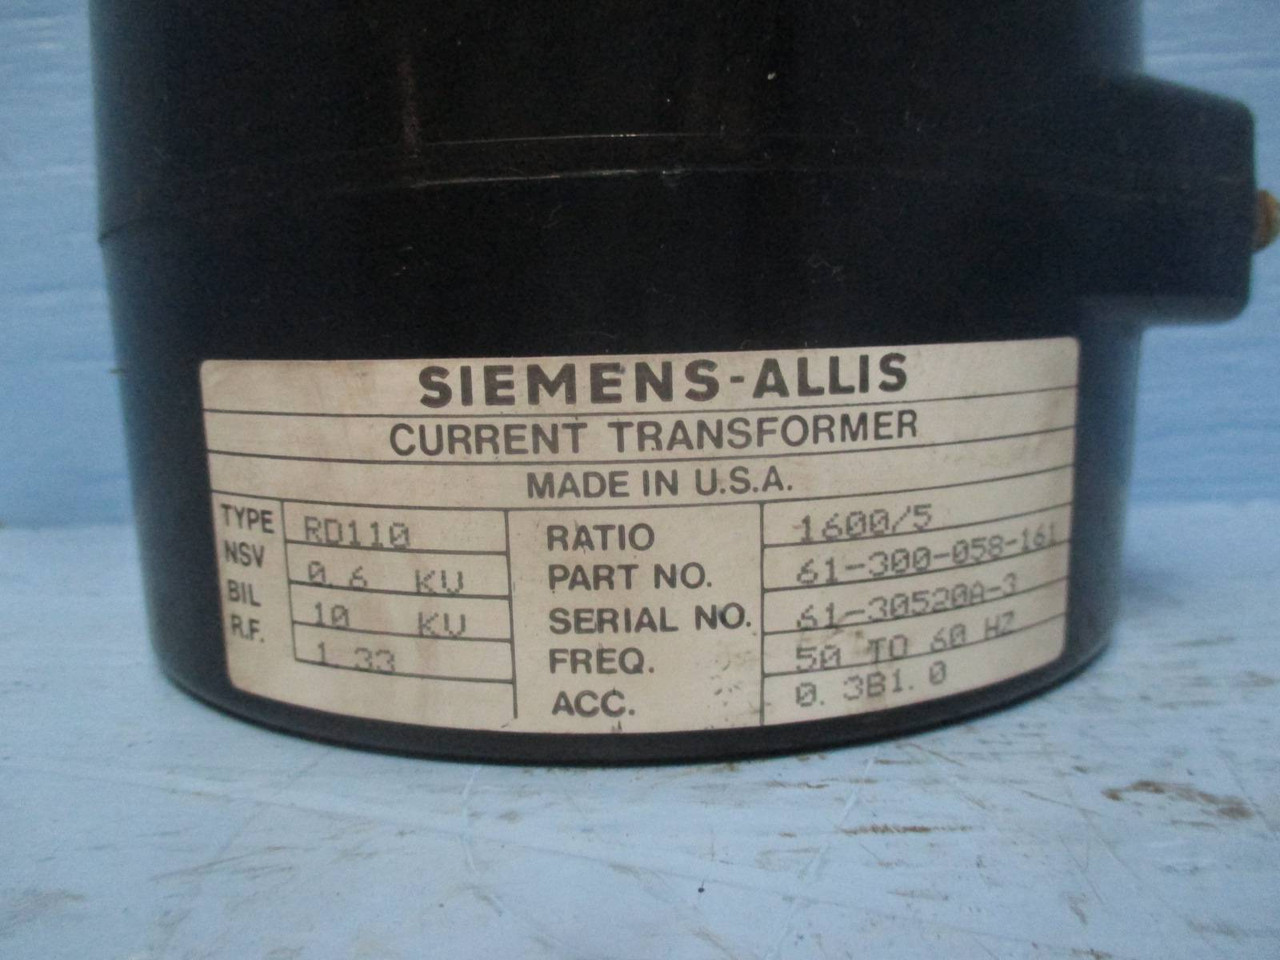 SIEMENS-ALLIS
CURRENT TRANSFORMER
MADE IN U.S.A.
TYPE RD110
NSV 0.6 KV
BIL 10 KV
R.F. 1.33
RATIO 1600/5
PART NO. 61-300-058-161
SERIAL NO. 61-30520A-3
FREQ. 50 TO 60 HZ
ACC. 0.3B1.0